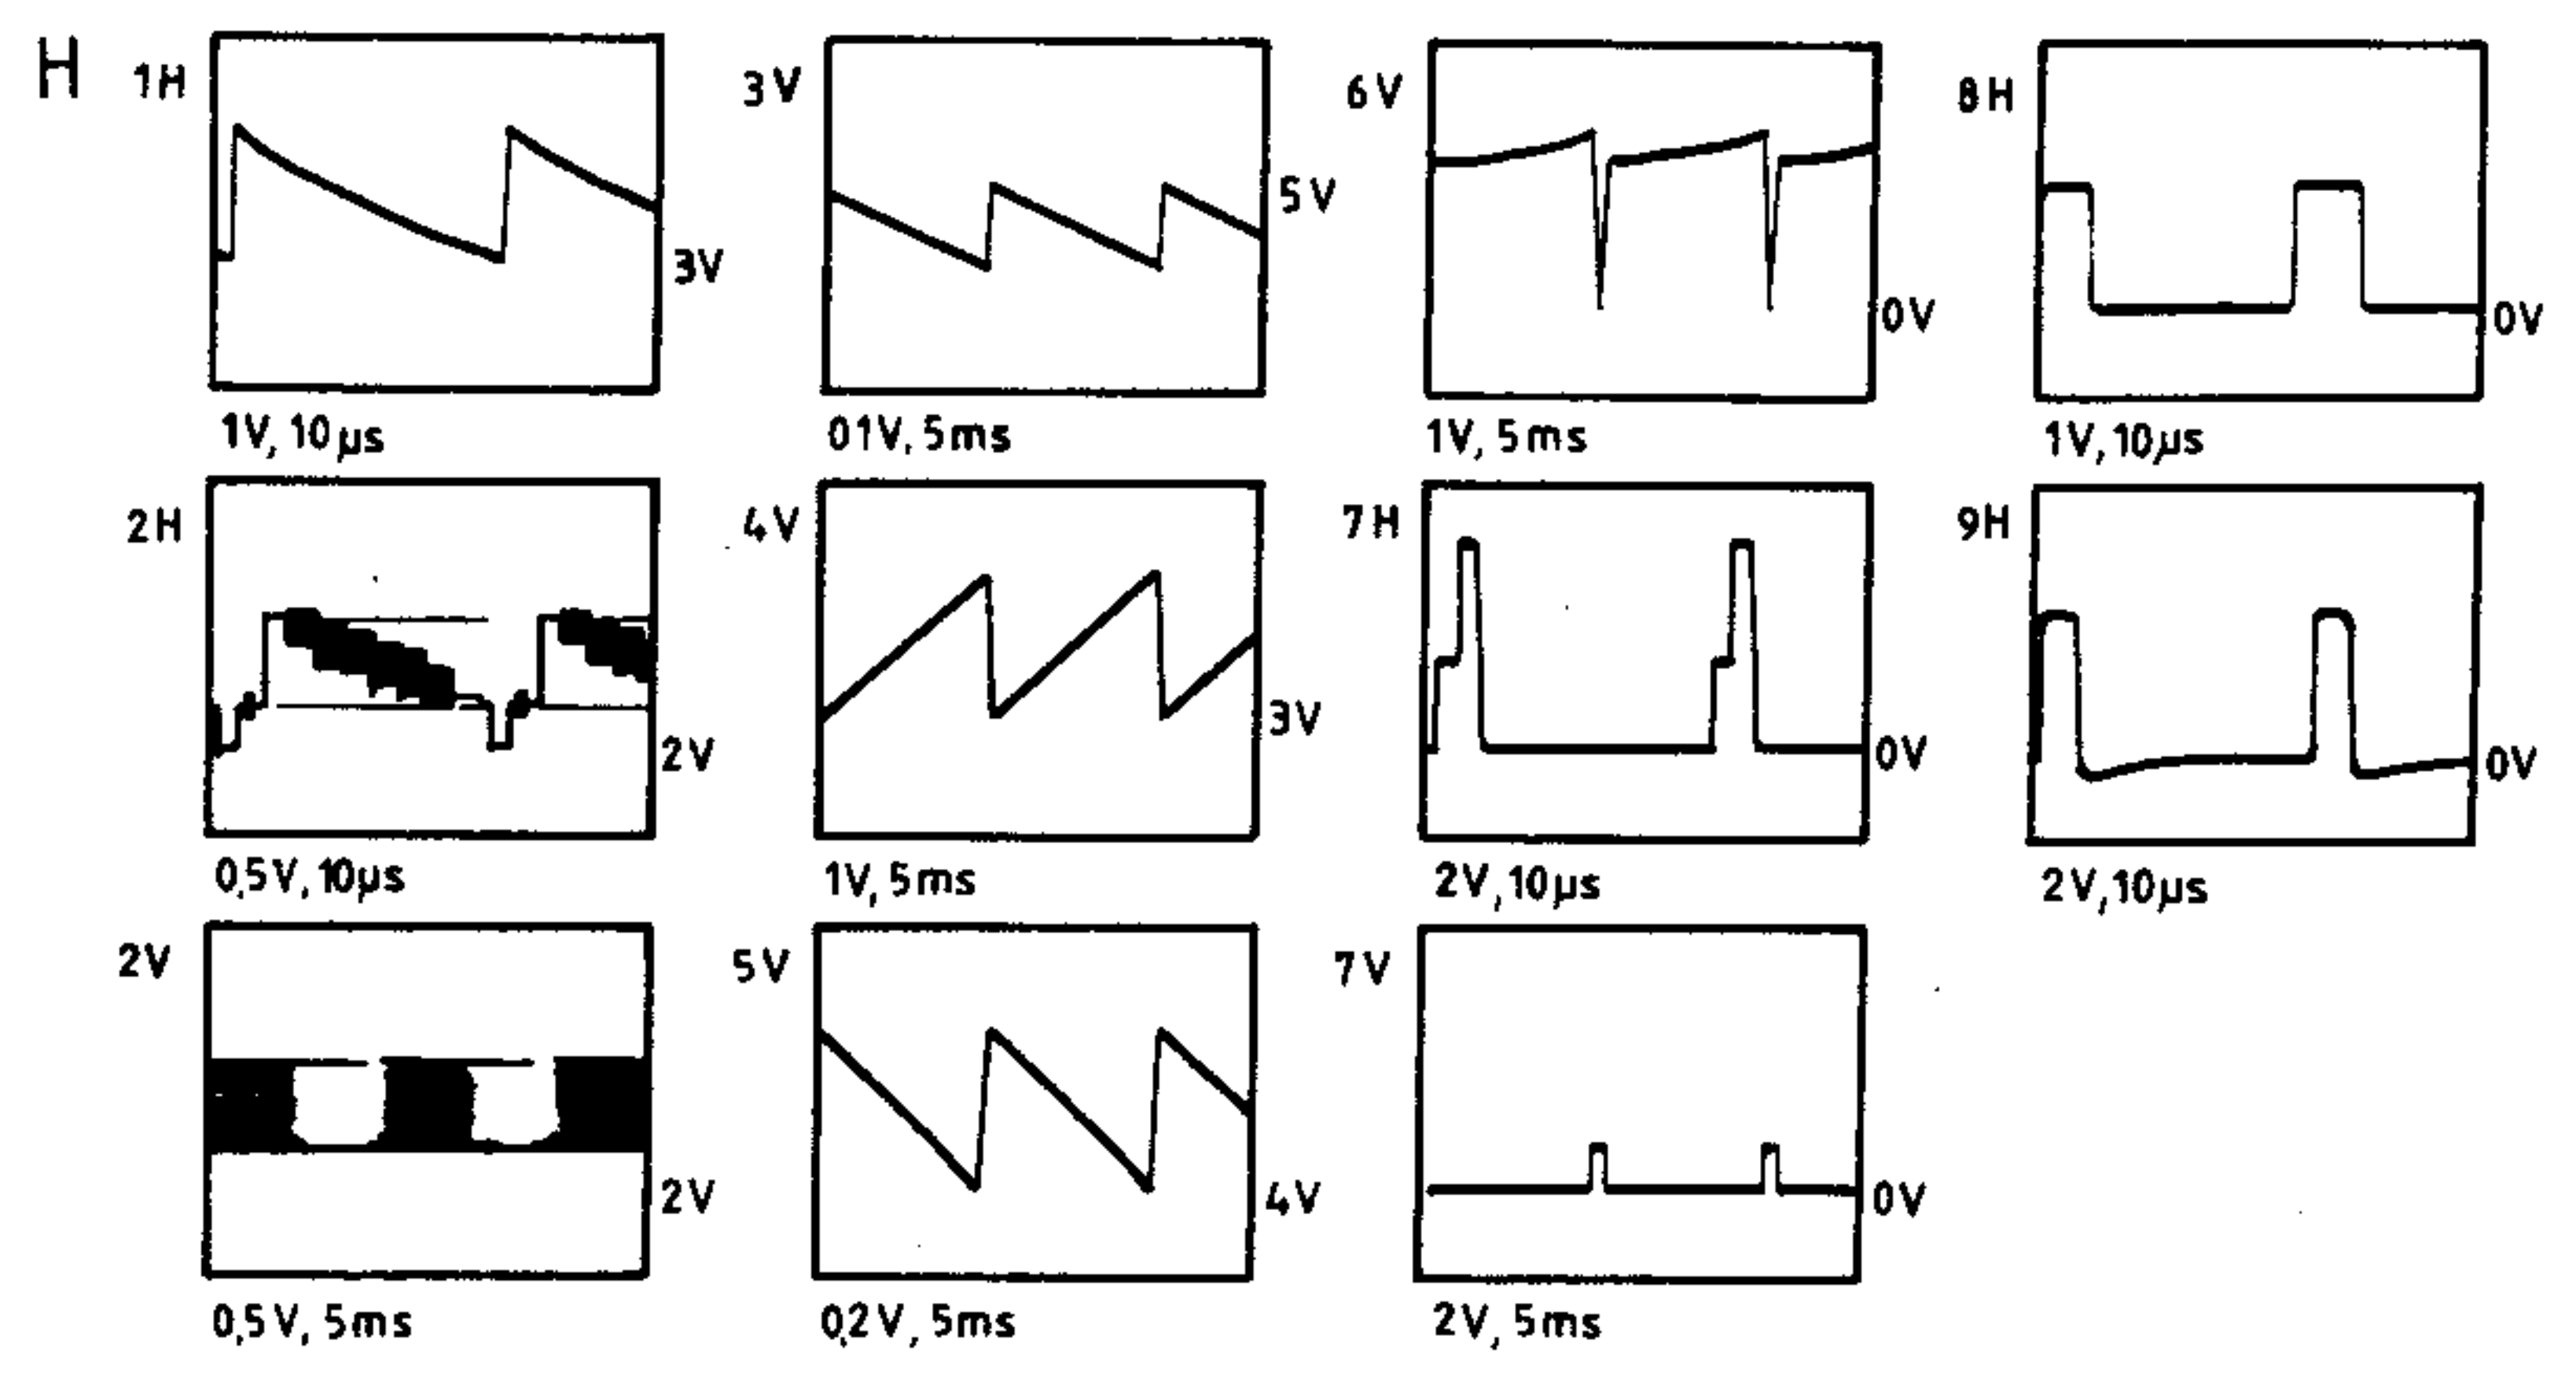 H
1H
3V
1V, 10µs
3V
5V
01V, 5ms
6V
0V
1V, 5ms
8H
0V
1V, 10µs
2H
2V
0,5V, 10µs
4V
3V
1V, 5ms
7H
0V
2V, 10µs
9H
0V
2V, 10µs
2V
2V
0,5V, 5ms
5V
4V
0,2V, 5ms
7V
0V
2V, 5ms